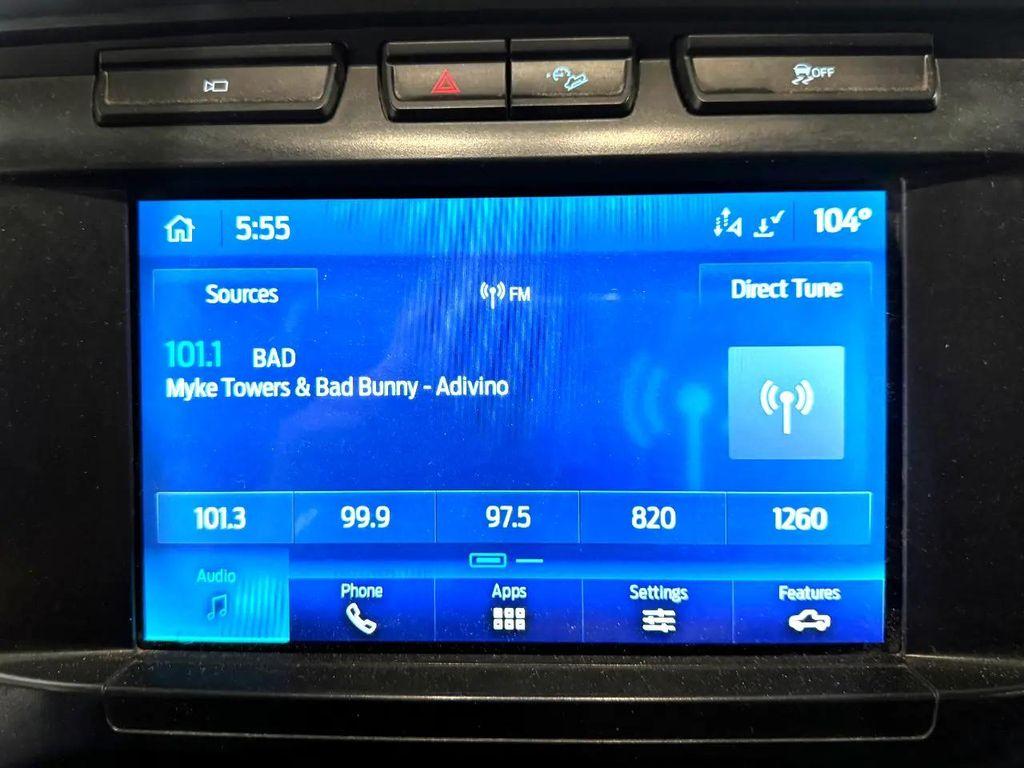 OFF
5:55
104°
Sources
FM
Direct Tune
101.1 BAD
Myke Towers & Bad Bunny - Adivino
101.3
99.9
97.5
820
1260
Audio
Phone
Apps
Settings
Features